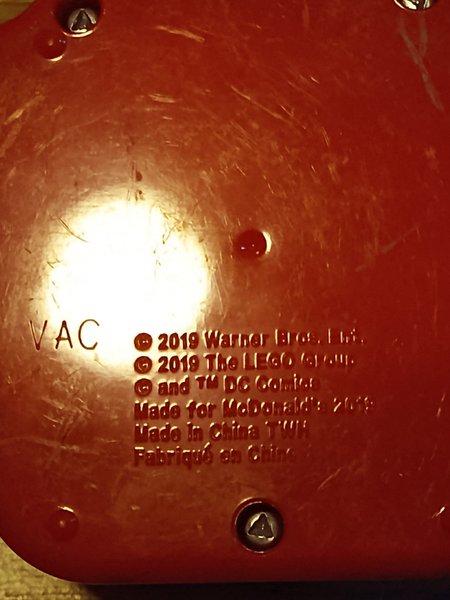 VAC
© 2019 Warner Bros. Ent.
© 2019 The LEGO Group.
© and ™ DC Comics
Made for McDonald's 2019
Made in China TWH
Fabriqué en Chine